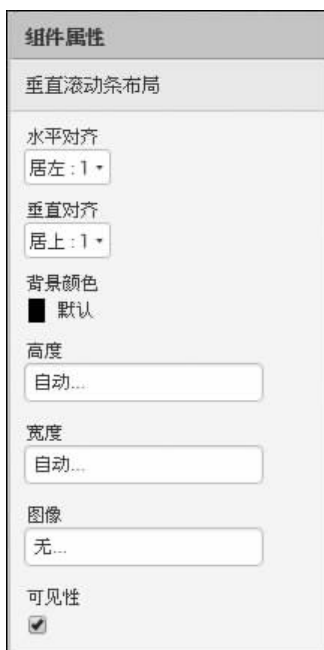 组件属性
垂直滚动条布局
水平对齐
居左 : 1
垂直对齐
居上 : 1
背景颜色
默认
高度
自动...
宽度
自动...
图像
无...
可见性